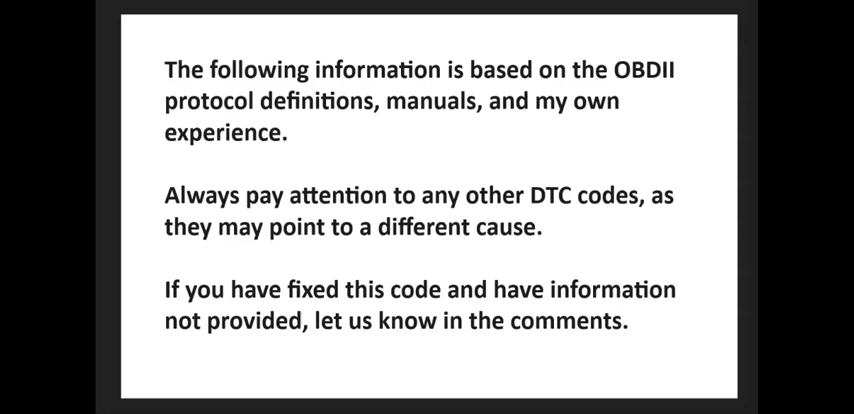 The following information is based on the OBDII
protocol definitions, manuals, and my own
experience.
Always pay attention to any other DTC codes, as
they may point to a different cause.
If you have fixed this code and have information
not provided, let us know in the comments.